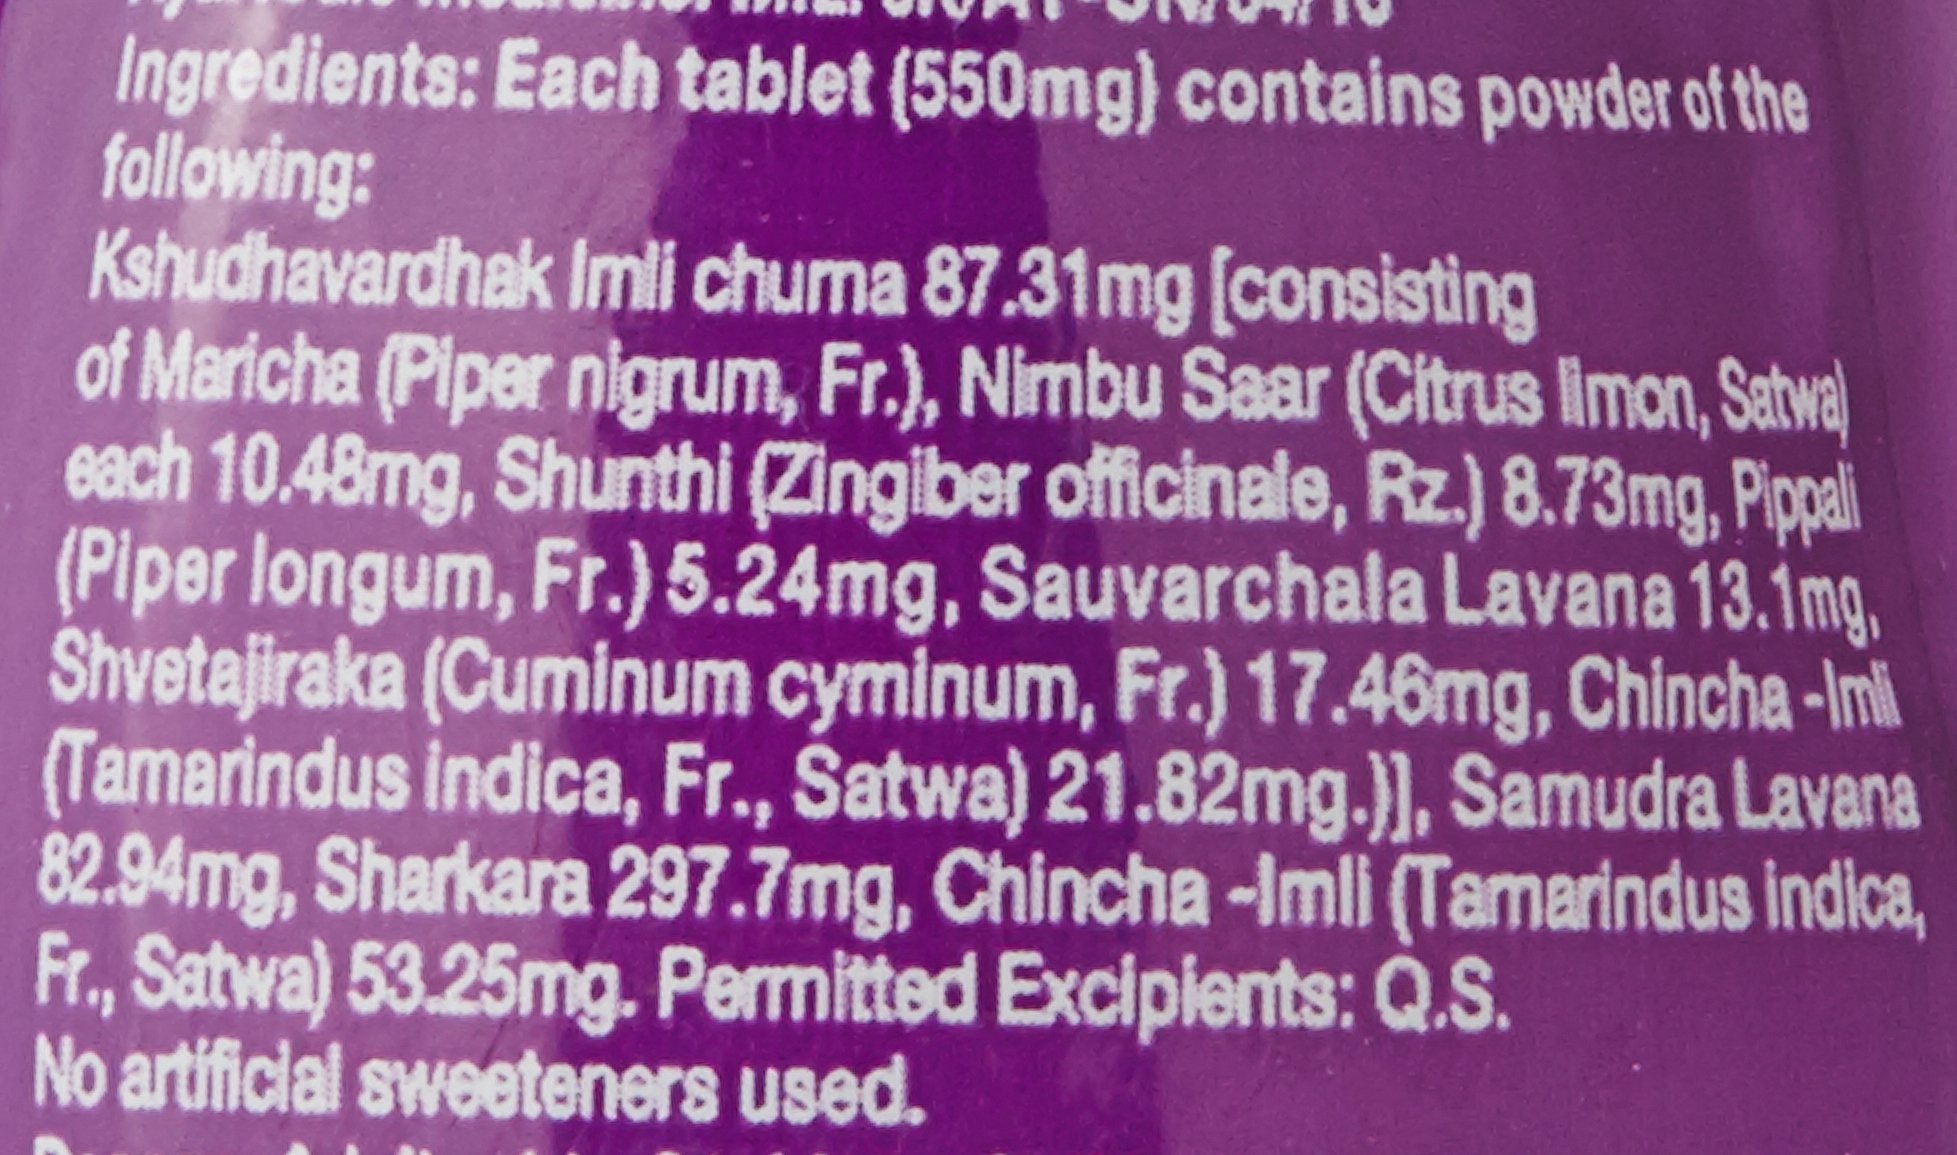 Ingredients: Each tablet (550mg) contains powder of the
following:
Kshudhavardhak Imli churna 87.31mg [consisting
of Maricha (Piper nigrum, Fr.), Nimbu Saar (Citrus limon, Satwa)
each 10.48mg, Shunthi (Zingiber officinale, Rz.) 8.73mg, Pippali
(Piper longum, Fr.) 5.24mg, Sauvarchala Lavana 13.1mg,
Shvetajiraka (Cuminum cyminum, Fr.) 17.46mg, Chincha -Imli
(Tamarindus indica, Fr., Satwa) 21.82mg.)], Samudra Lavana
82.94mg, Sharkara 297.7mg, Chincha -Imli (Tamarindus indica,
Fr., Satwa) 53.25mg. Permitted Excipients: Q.S.
No artificial sweeteners used.